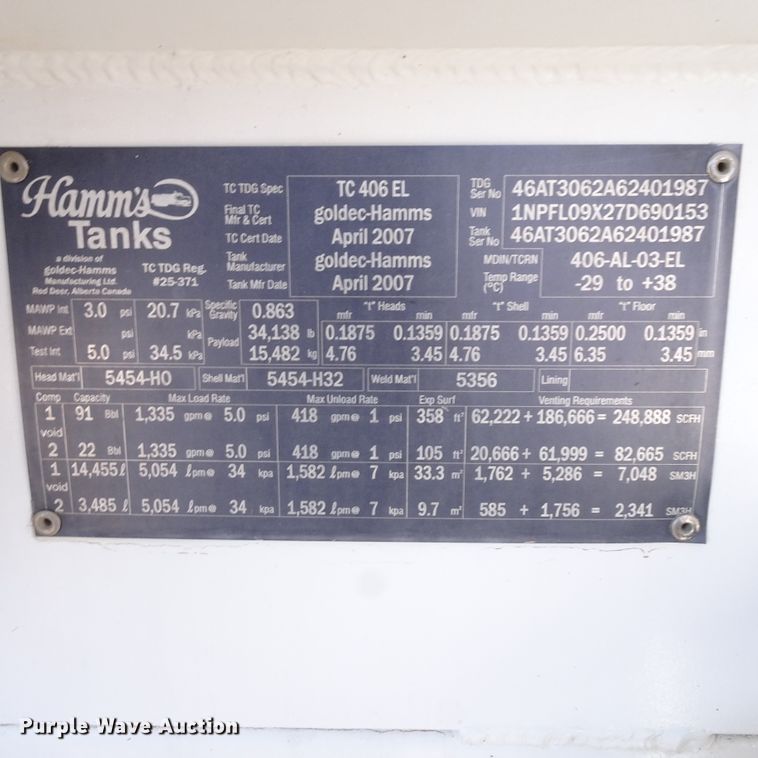 Hamm's
Tanks
a division of
goldec-Hamms
Manufacturing Ltd.
Red Deer, Alberta Canada
TC TDG Reg.
#25-371
TC TDG Spec TC 406 EL
Final TC
Mfr & Cert goldec-Hamms
TC Cert Date April 2007
Tank
Manufacturer goldec-Hamms
Tank Mfr Date April 2007
TDG
Ser No 46AT3062A62401987
VIN 1NPFL09X27D690153
Tank
Ser No 46AT3062A62401987
MDIN/TCRN 406-AL-03-EL
Temp Range
(°C) -29 to +38
MAWP Int 3.0 psi 20.7 kPa
MAWP Ext psi kPa
Test Int 5.0 psi 34.5 kPa
Specific
Gravity 0.863
Payload 34,138 lb
15,482 kg
"t" Heads "t" Shell "t" Floor
mfr min mfr min mfr min
0.1875 0.1359 0.1875 0.1359 0.2500 0.1359 in
4.76 3.45 4.76 3.45 6.35 3.45 mm
Head Mat'l 5454-H0 Shell Mat'l 5454-H32 Weld Mat'l 5356 Lining
Comp Capacity Max Load Rate Max Unload Rate Exp Surf Venting Requirements
1 91 Bbl 1,335 gpm@ 5.0 psi 418 gpm@ 1 psi 358 ft² 62,222 + 186,666 = 248,888 SCFH
void
2 22 Bbl 1,335 gpm@ 5.0 psi 418 gpm@ 1 psi 105 ft² 20,666 + 61,999 = 82,665 SCFH
1 14,455 ℓ 5,054 ℓpm@ 34 kpa 1,582 ℓpm@ 7 kpa 33.3 m² 1,762 + 5,286 = 7,048 SM3H
void
2 3,485 ℓ 5,054 ℓpm@ 34 kpa 1,582 ℓpm@ 7 kpa 9.7 m² 585 + 1,756 = 2,341 SM3H
Purple Wave Auction